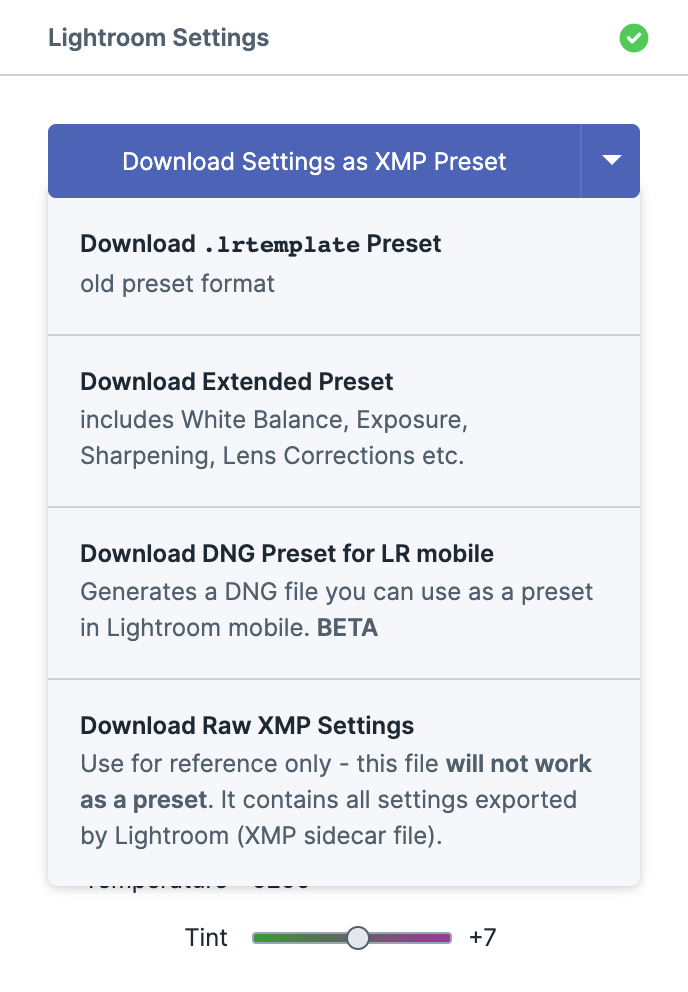 Lightroom Settings
Download Settings as XMP Preset
Download .lrtemplate Preset
old preset format
Download Extended Preset
includes White Balance, Exposure,
Sharpening, Lens Corrections etc.
Download DNG Preset for LR mobile
Generates a DNG file you can use as a preset
in Lightroom mobile. BETA
Download Raw XMP Settings
Use for reference only - this file will not work
as a preset. It contains all settings exported
by Lightroom (XMP sidecar file).
Temperature
Tint +7